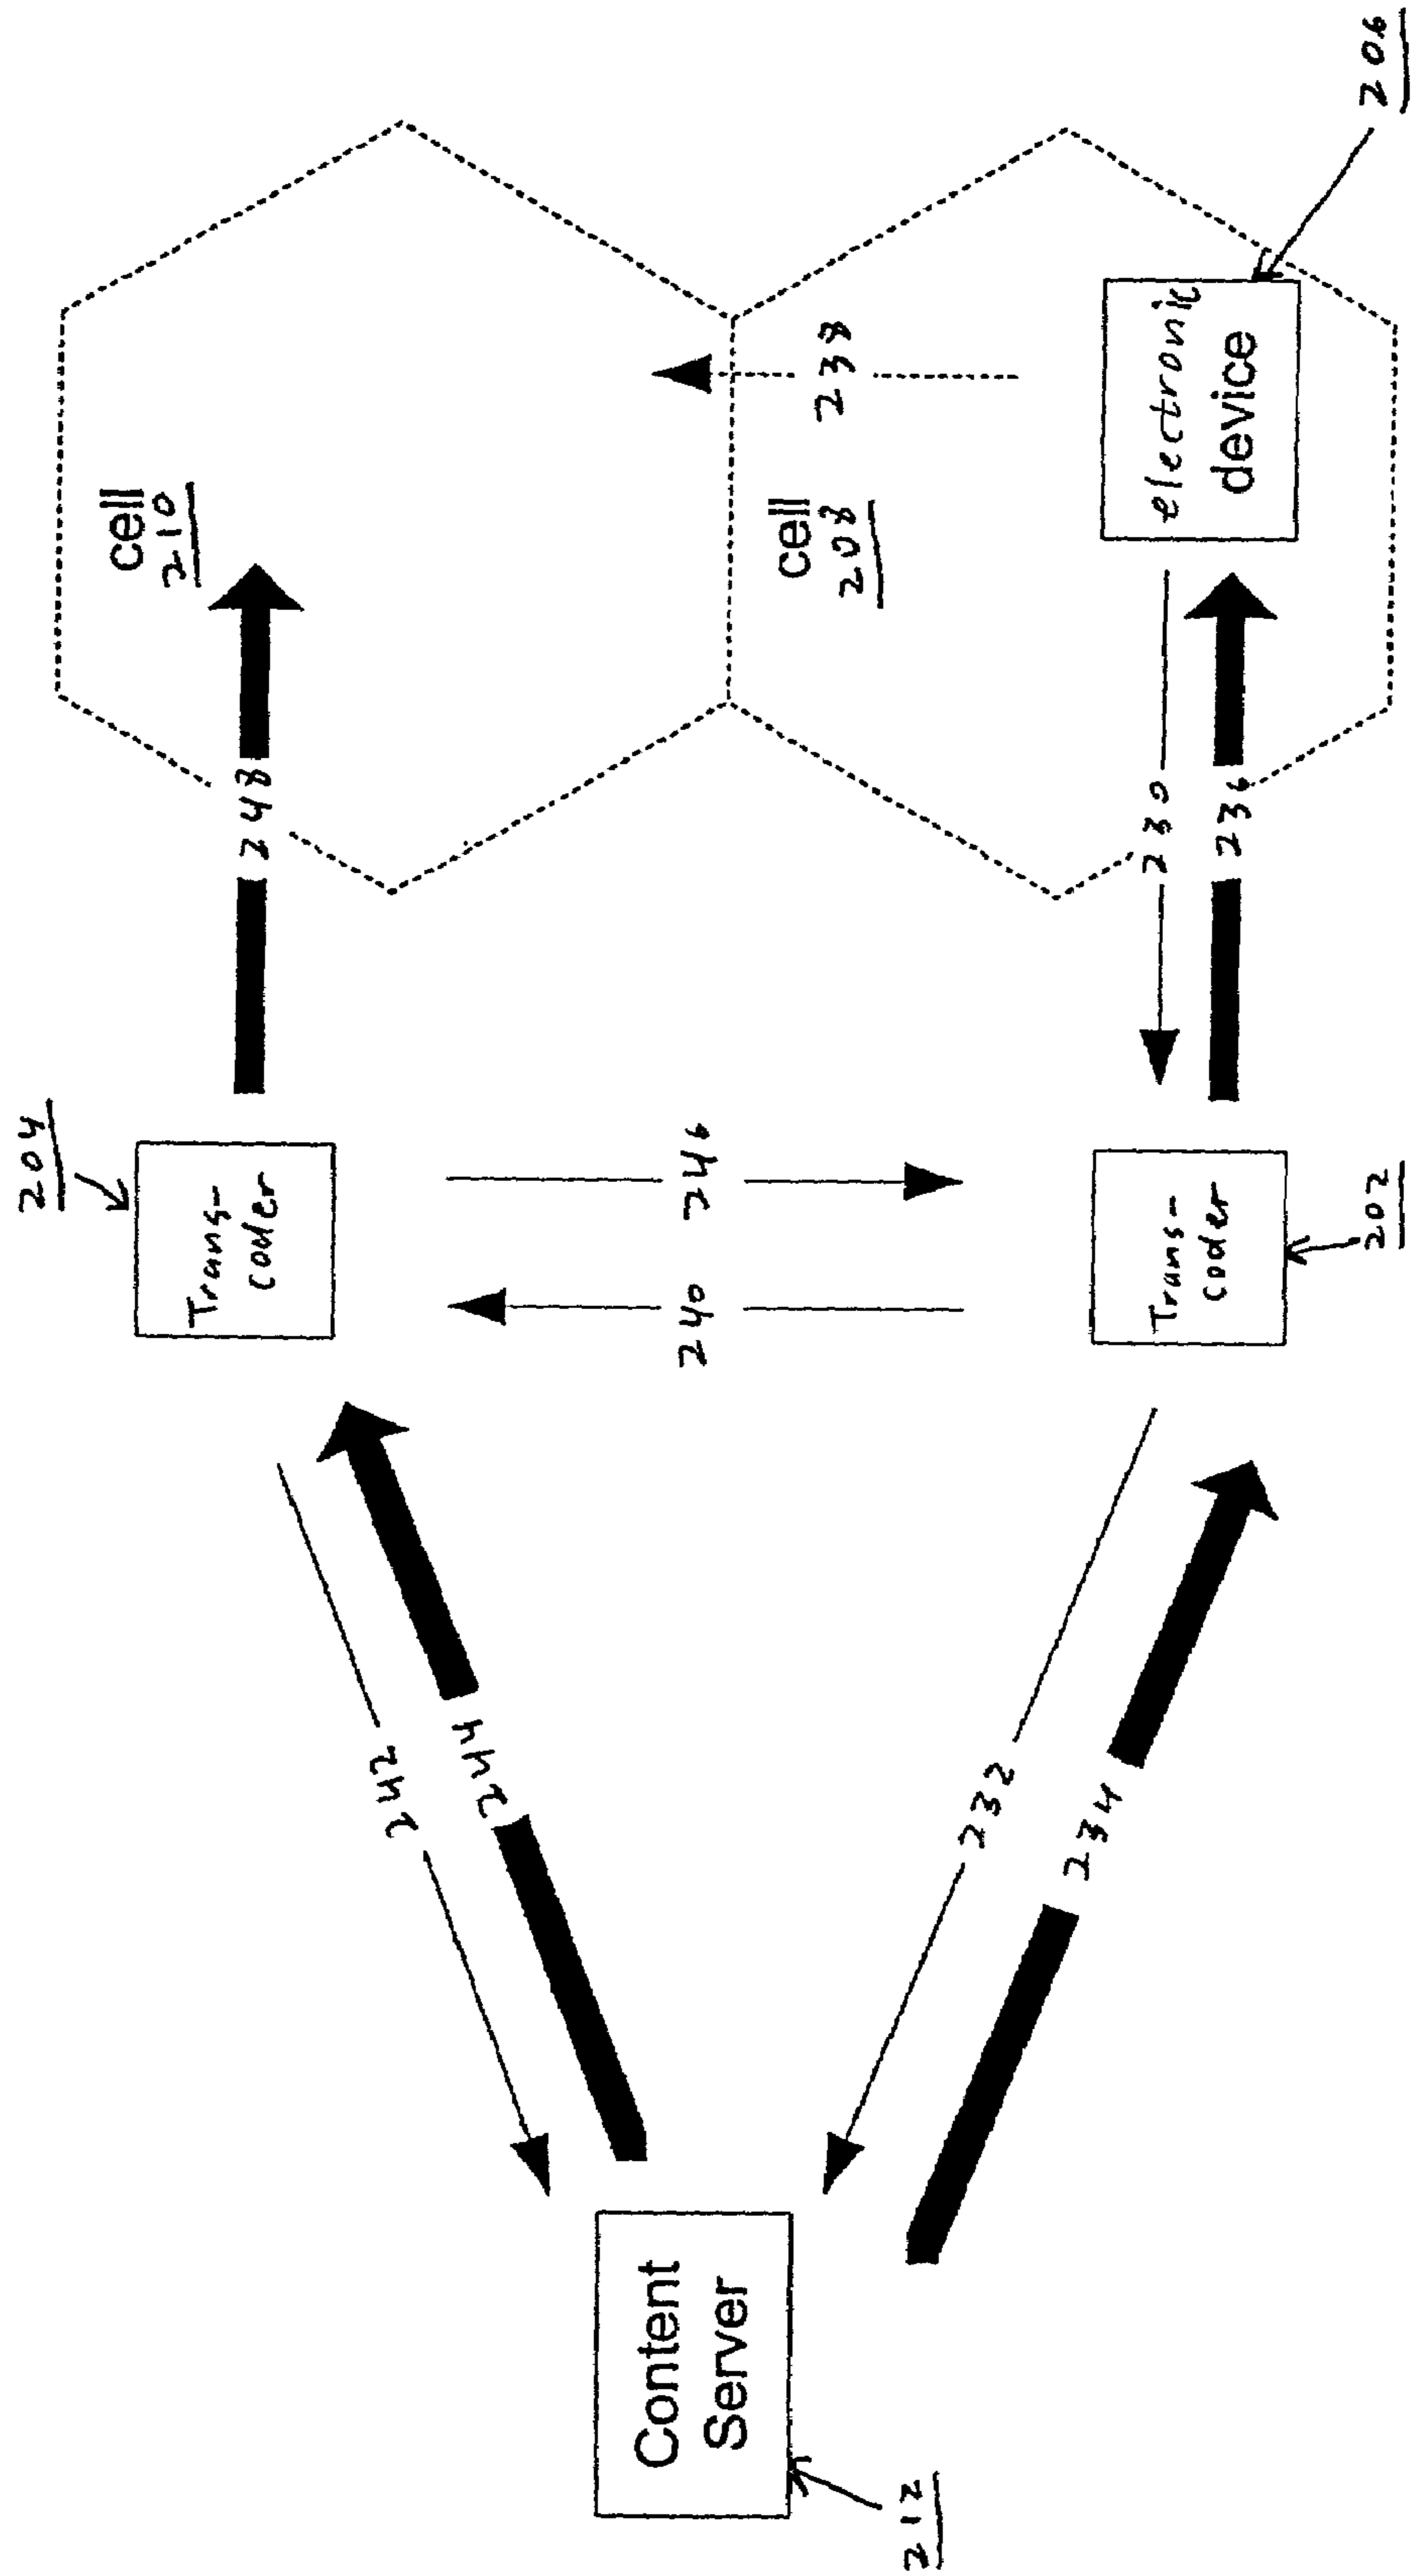 204
Trans-
coder
248
cell
210
242
244
240
246
238
cell
208
Content
Server
212
232
234
Trans-
coder
202
230
236
electronic
device
206